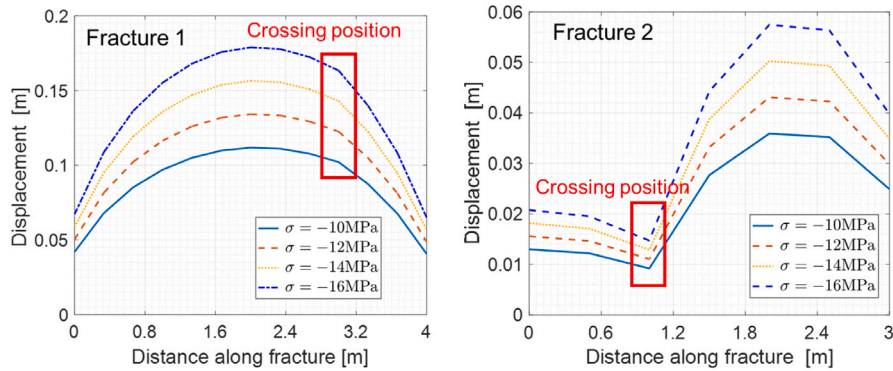 Fracture 1
Crossing position
Displacement [m]
0.2
0.15
0.1
0.05
0
σ = −10MPa
σ = −12MPa
σ = −14MPa
σ = −16MPa
0 0.8 1.6 2.4 3.2 4
Distance along fracture [m]
Fracture 2
Crossing position
Displacement [m]
0.06
0.05
0.04
0.03
0.02
0.01
0
σ = −10MPa
σ = −12MPa
σ = −14MPa
σ = −16MPa
0 0.6 1.2 1.8 2.4 3
Distance along fracture [m]